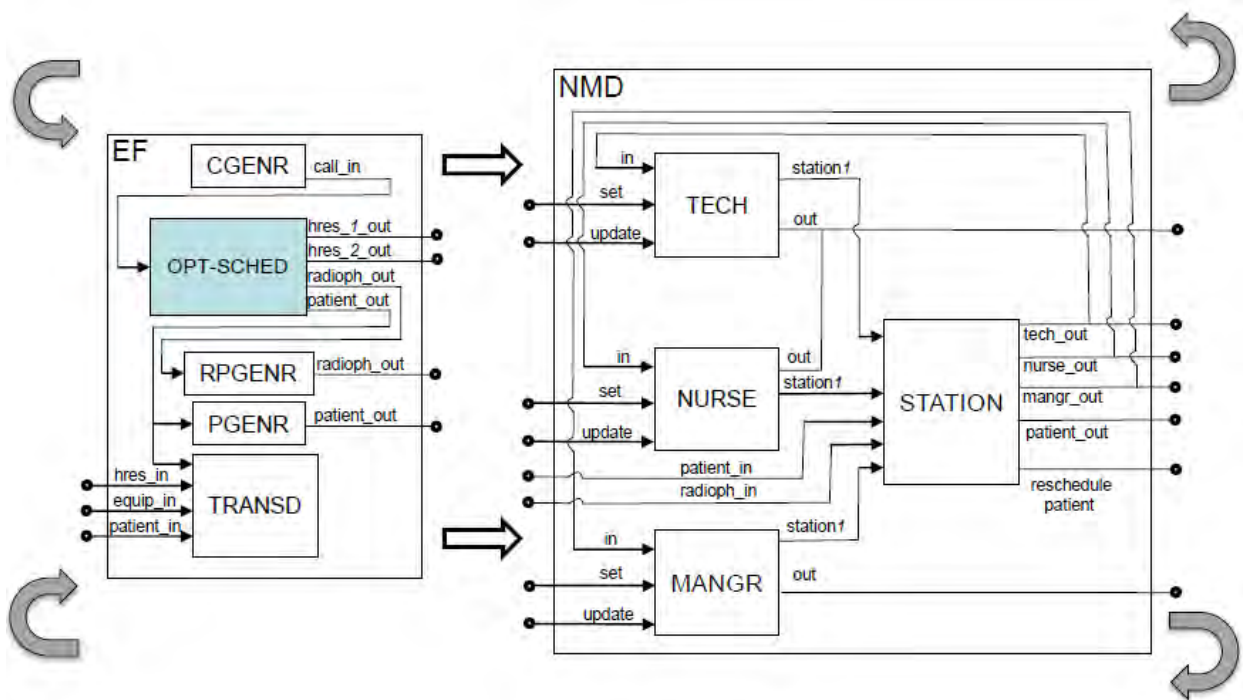 EF
CGENR
call_in
OPT-SCHED
hres_1_out
hres_2_out
radioph_out
patient_out
RPGENR
radioph_out
PGENR
patient_out
hres_in
equip_in
patient_in
TRANSD
NMD
in
set
update
TECH
station1
out
in
set
update
NURSE
out
station1
patient_in
radioph_in
in
set
update
MANGR
station1
out
STATION
tech_out
nurse_out
mangr_out
patient_out
reschedule
patient